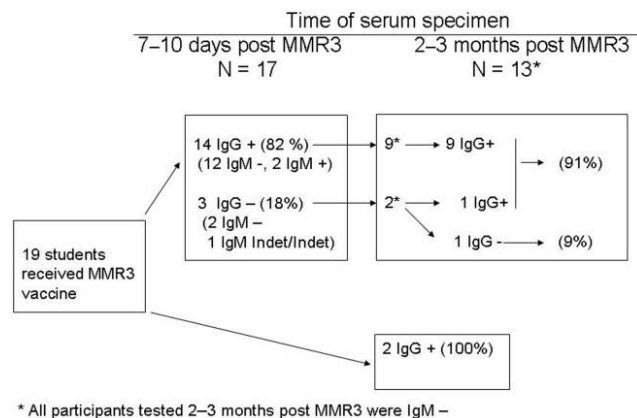 Time of serum specimen
7–10 days post MMR3
N = 17
2–3 months post MMR3
N = 13*
14 IgG + (82 %)
(12 IgM -, 2 IgM +)
3 IgG – (18%)
(2 IgM –
1 IgM Indet/Indet)
9*
9 IgG+
(91%)
2*
1 IgG+
1 IgG -
(9%)
19 students
received MMR3
vaccine
2 IgG + (100%)
* All participants tested 2–3 months post MMR3 were IgM –